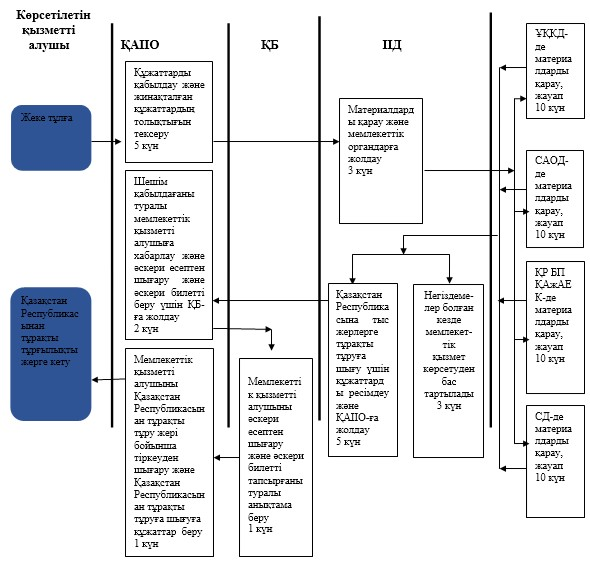 Көрсетілетін
қызметті
алушы
ҚАПО
ҚБ
ПД
Жеке тұлға
Қазақстан
Республикас
ынан
тұрақты
тұрғылықты
жерге кету
Құжаттарды
қабылдау және
жинақталған
құжаттардың
толықтығын
тексеру
5 күн
Шешім
қабылдағаны
туралы
мемлекеттік
қызметті
алушыға
хабарлау және
әскери есептен
шығару және
әскери билетті
беру үшін ҚБ-
ға жолдау
2 күн
Мемлекеттік
қызметті
алушыны
Қазақстан
Республикасын
ан тұрақты
тұру жері
бойынша
тіркеуден
шығару және
Қазақстан
Республикасын
ан тұрақты
тұруға шығуға
құжаттар беру
1 күн
Мемлекетті
к қызметті
алушыны
әскери
есептен
шығару
және әскери
билетті
тапсырғаны
туралы
анықтама
беру
1 күн
Материалдард
ы қарау және
мемлекеттік
органдарға
жолдау
3 күн
Қазақстан
Республика
сына тыс
жерлерге
тұрақты
тұруға
шығу үшін
құжаттард
ы ресімдеу
және
ҚАПО-ға
жолдау
5 күн
Негіздеме-
лер болған
кезде
мемлекет-
тік
қызмет
көрсетуден
бас
тартылады
3 күн
ҰҚКД-
де
материа
лдарды
қарау,
жауап
10 күн
САОД-
де
материа
лдарды
қарау,
жауап
10 күн
ҚР БП
ҚАжАЕ
К-де
материа
лдарды
қарау,
жауап
10 күн
СД-де
материа
лдарды
қарау,
жауап
10 күн